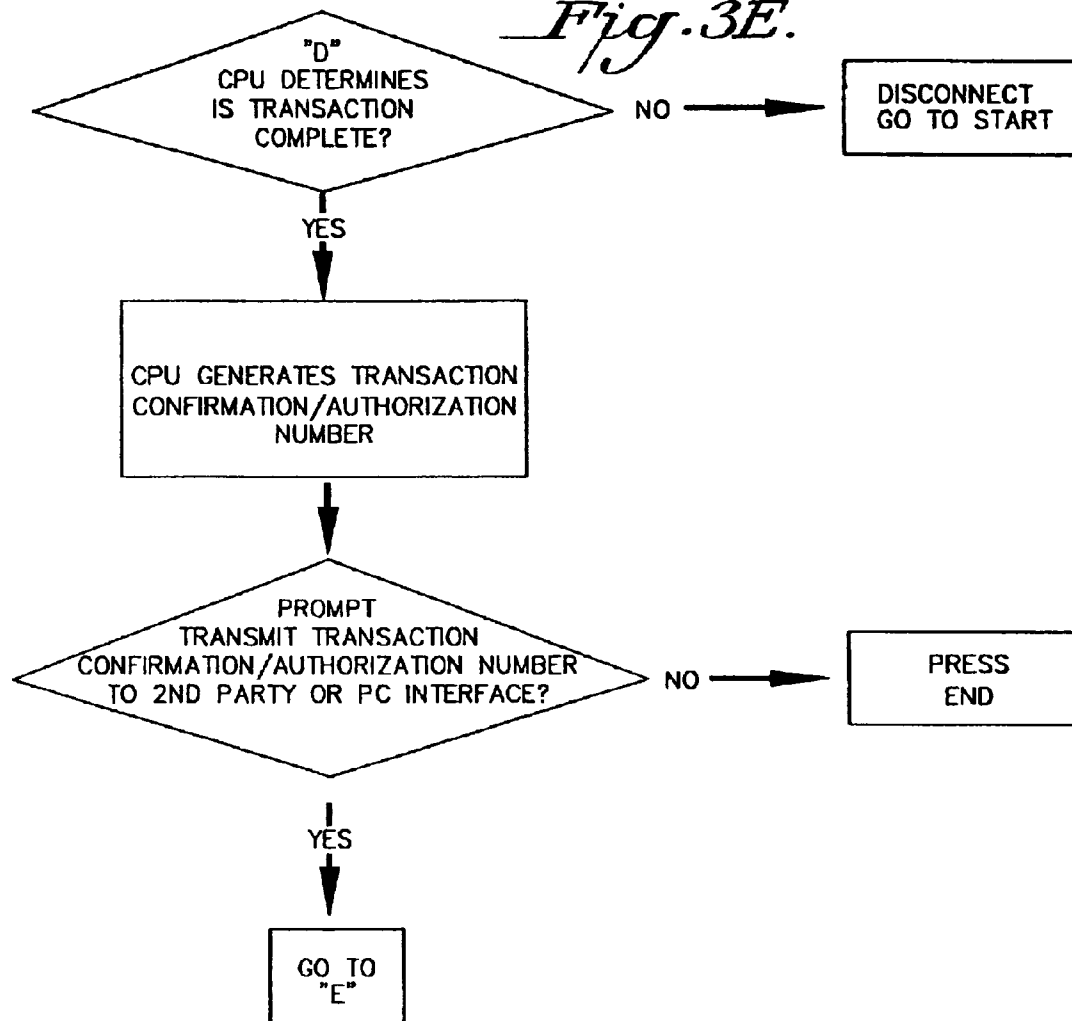 Fig. 3E.
"D"
CPU DETERMINES
IS TRANSACTION
COMPLETE?
NO
DISCONNECT
GO TO START
YES
CPU GENERATES TRANSACTION
CONFIRMATION/AUTHORIZATION
NUMBER
PROMPT
TRANSMIT TRANSACTION
CONFIRMATION/AUTHORIZATION NUMBER
TO 2ND PARTY OR PC INTERFACE?
NO
PRESS
END
YES
GO TO
"E"